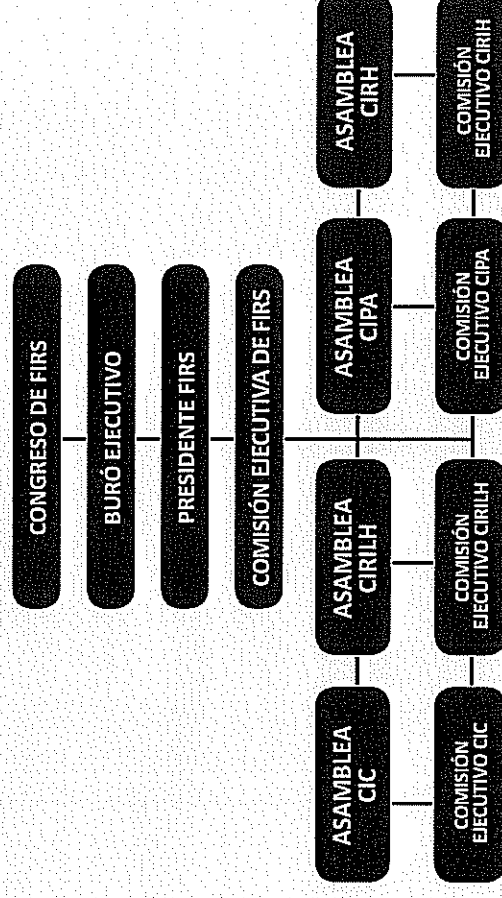 CONGRESO DE FIRS
BURÓ EJECUTIVO
PRESIDENTE FIRS
COMISIÓN EJECUTIVA DE FIRS
ASAMBLEA
CIC
ASAMBLEA
CIRILH
ASAMBLEA
CIPA
ASAMBLEA
CIRH
COMISIÓN
EJECUTIVO CIC
COMISIÓN
EJECUTIVO CIRILH
COMISIÓN
EJECUTIVO CIPA
COMISIÓN
EJECUTIVO CIRIH